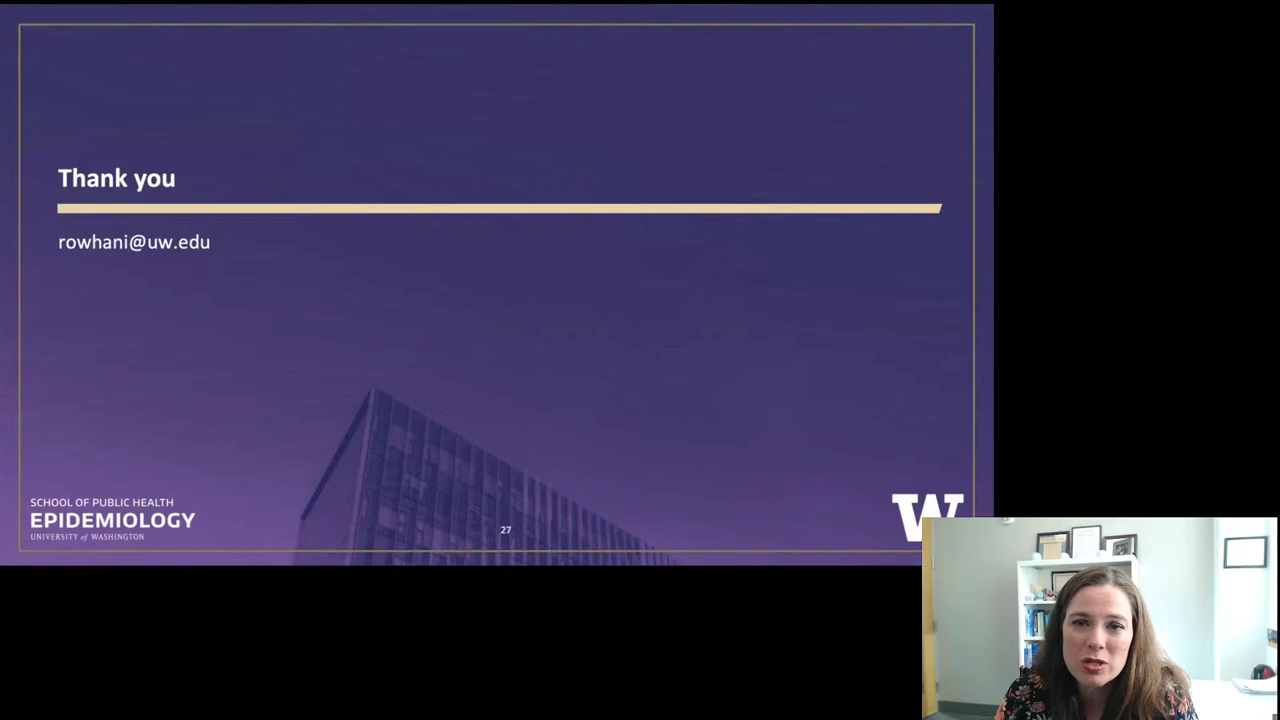 Thank you
rowhani@uw.edu
SCHOOL OF PUBLIC HEALTH
EPIDEMIOLOGY
UNIVERSITY of WASHINGTON
27
W